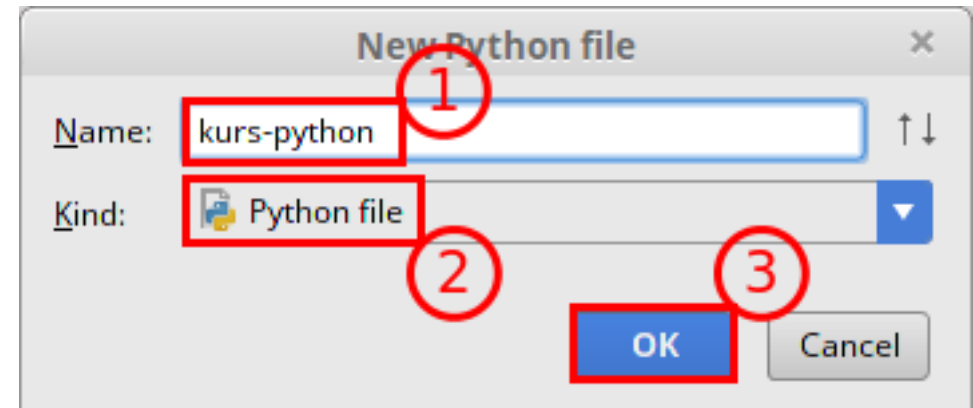 New Python file ×
1
Name: kurs-python ↑↓
Kind: Python file
2
3
OK Cancel